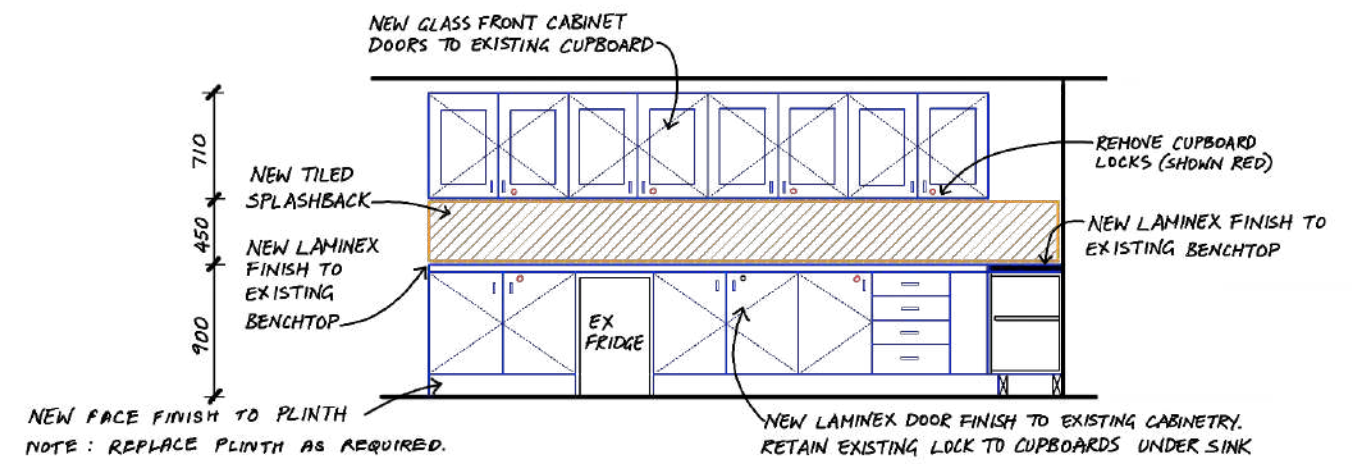 NEW GLASS FRONT CABINET
DOORS TO EXISTING CUPBOARD
710
REMOVE CUPBOARD
LOCKS (SHOWN RED)
NEW TILED
SPLASHBACK
450
NEW LAMINEX FINISH TO
EXISTING BENCHTOP
NEW LAMINEX
FINISH TO
EXISTING
BENCHTOP
900
EX
FRIDGE
NEW FACE FINISH TO PLINTH
NOTE : REPLACE PLINTH AS REQUIRED.
NEW LAMINEX DOOR FINISH TO EXISTING CABINETRY.
RETAIN EXISTING LOCK TO CUPBOARDS UNDER SINK